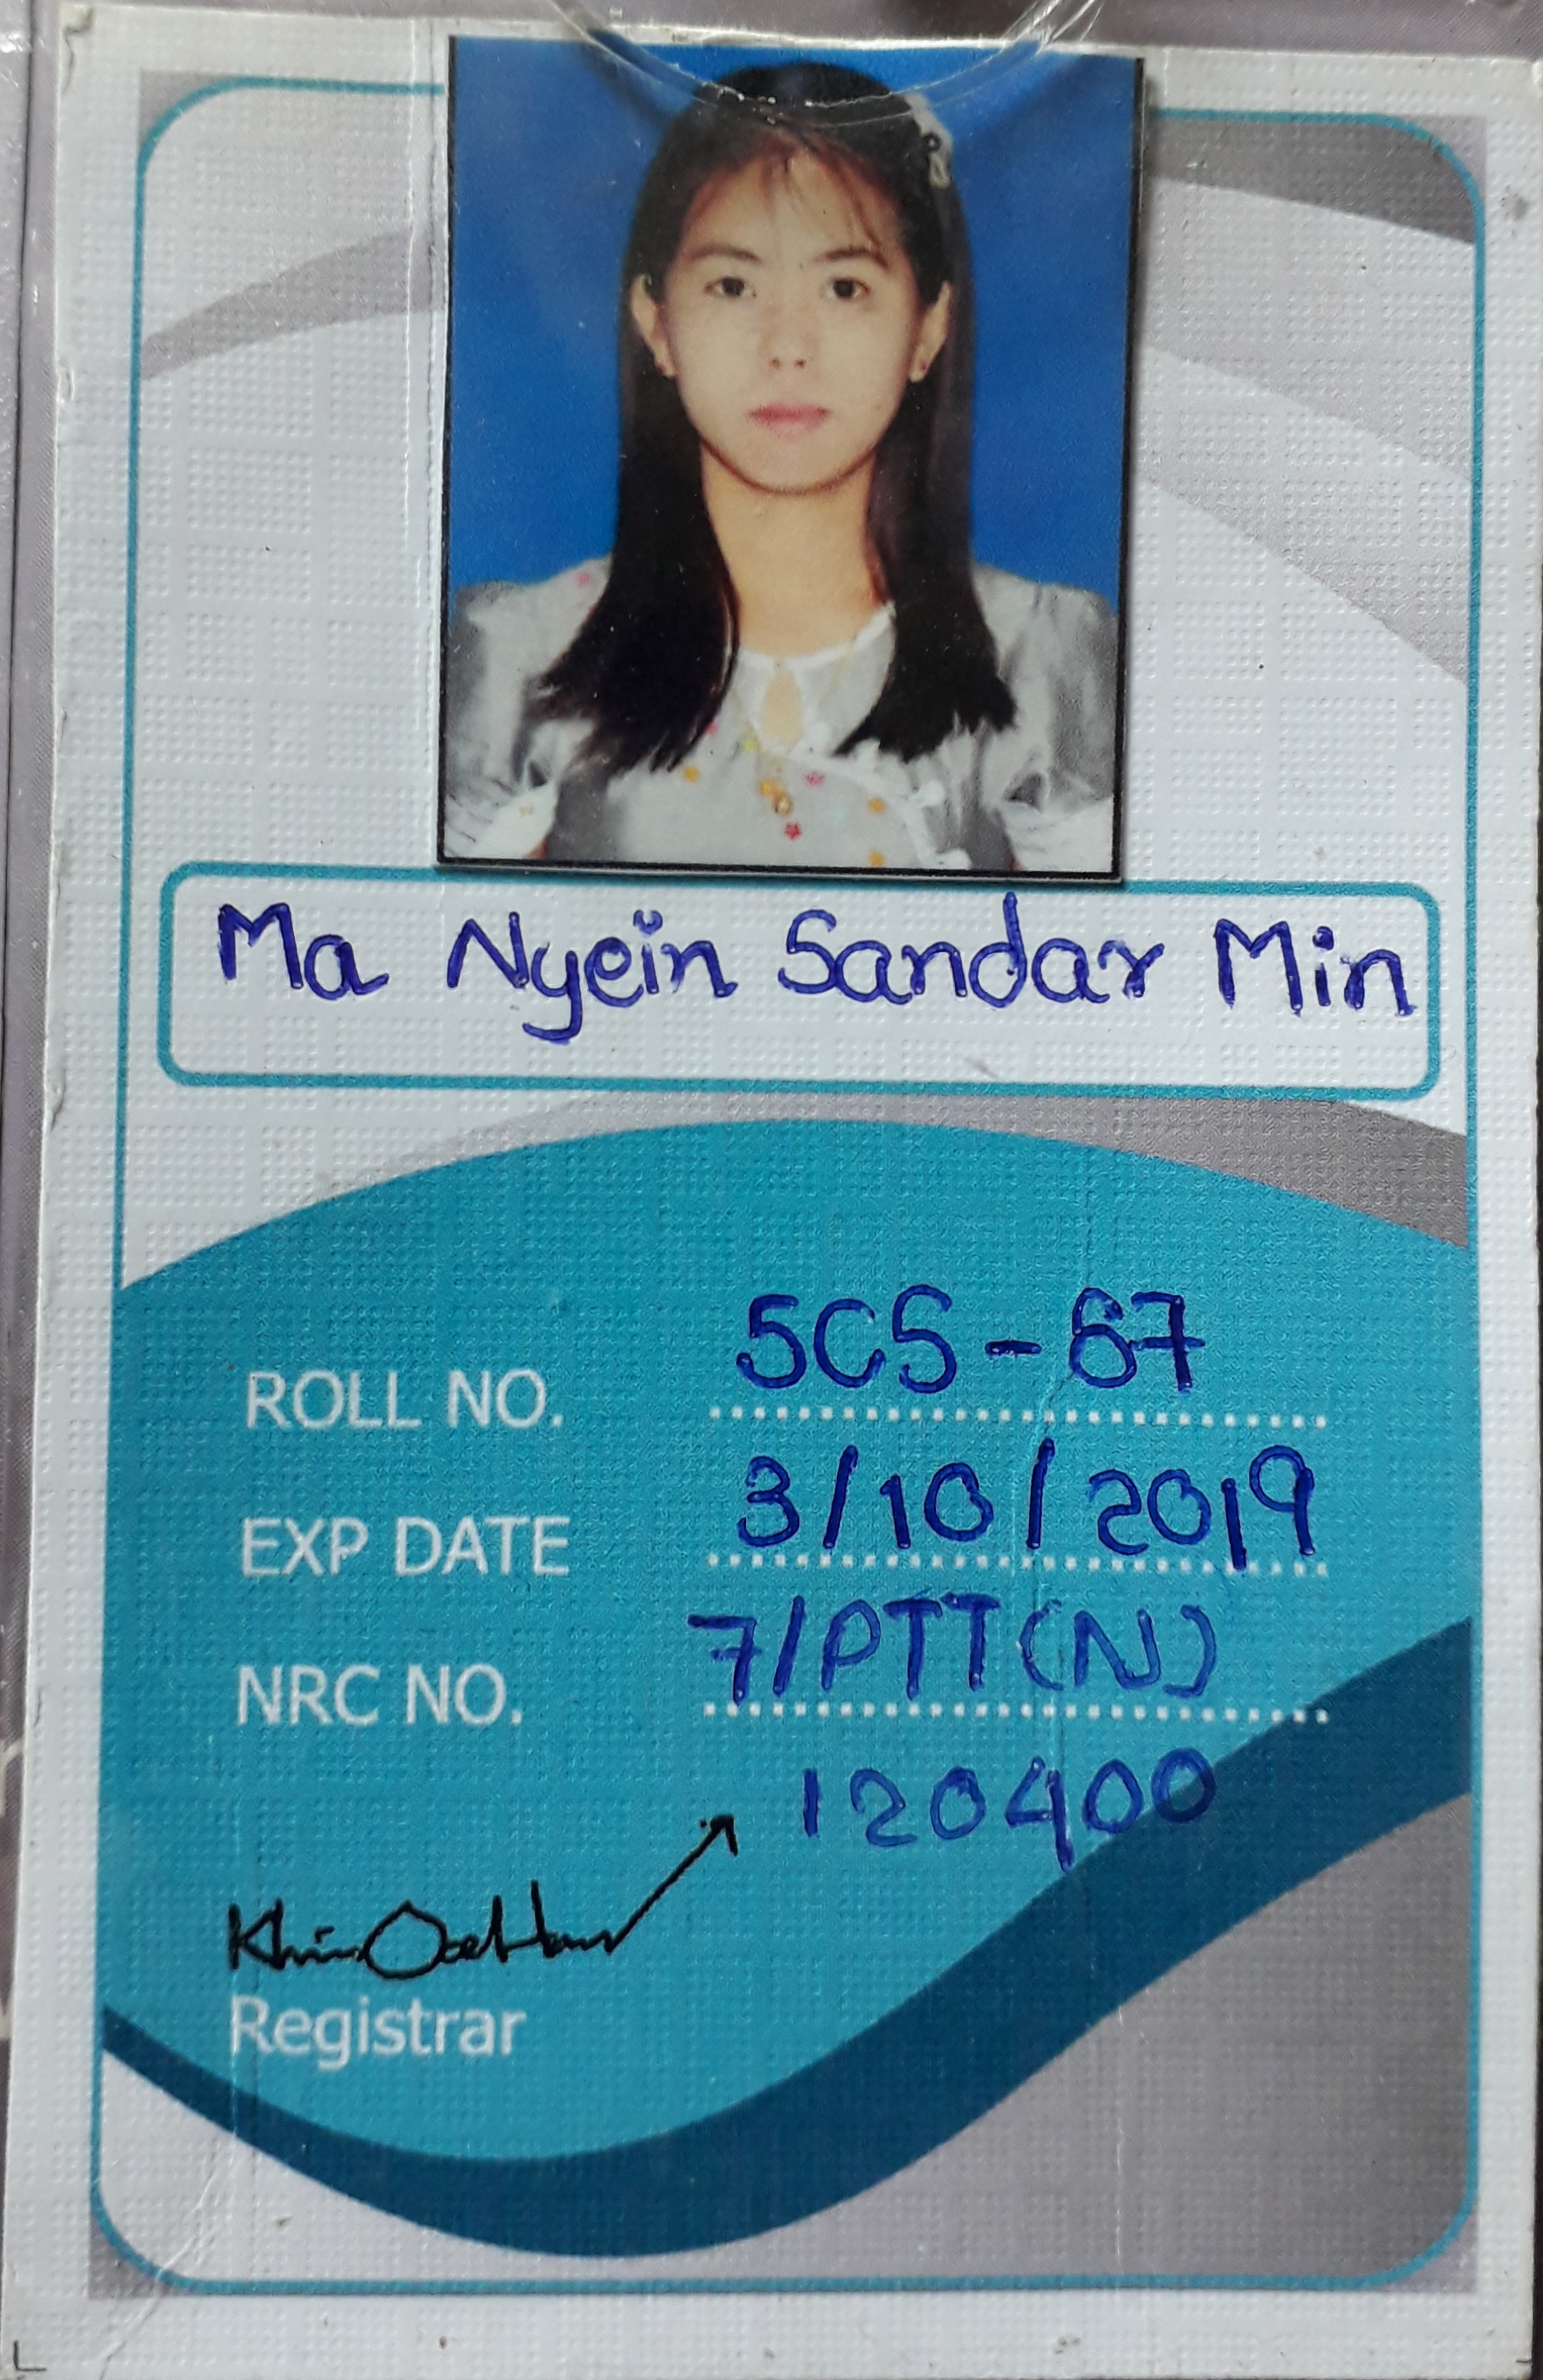 Ma Nyein Sandar Min
ROLL NO. 5CS - 67
EXP DATE 3/10/2019
NRC NO. 7/PTT(N)
120400
Registrar